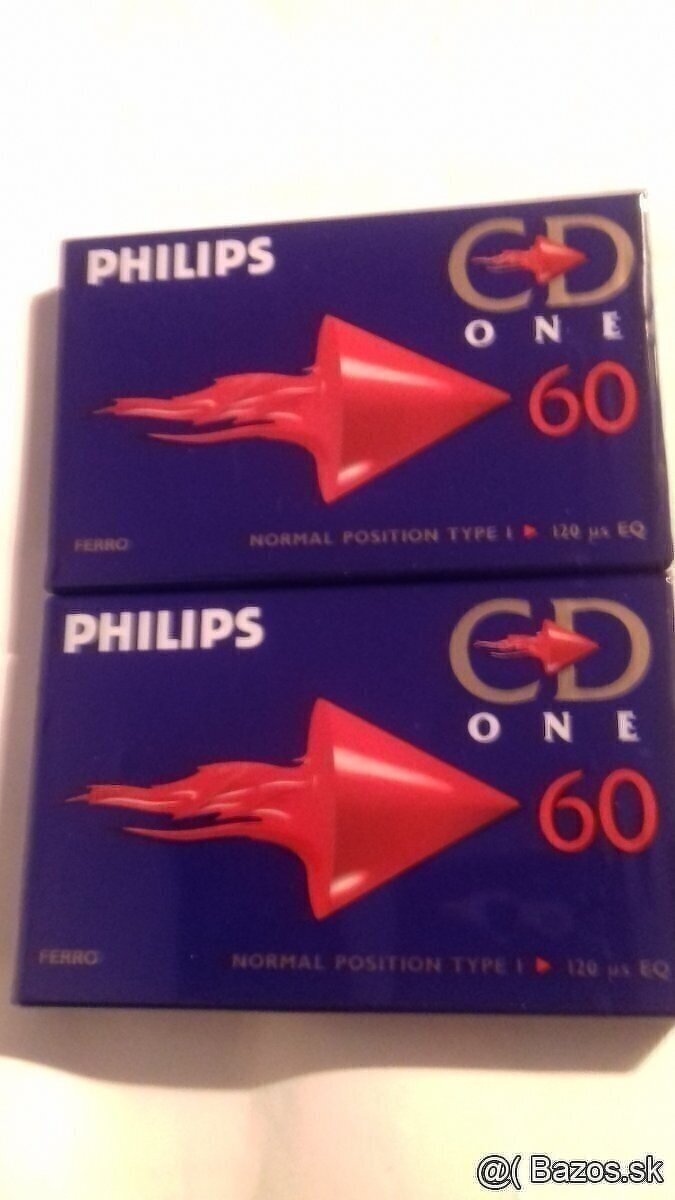 PHILIPS
CD
ONE
60
FERRO
NORMAL POSITION TYPE I ▶ 120 µs EQ
PHILIPS
CD
ONE
60
FERRO
NORMAL POSITION TYPE I ▶ 120 µs EQ
@( Bazos.sk